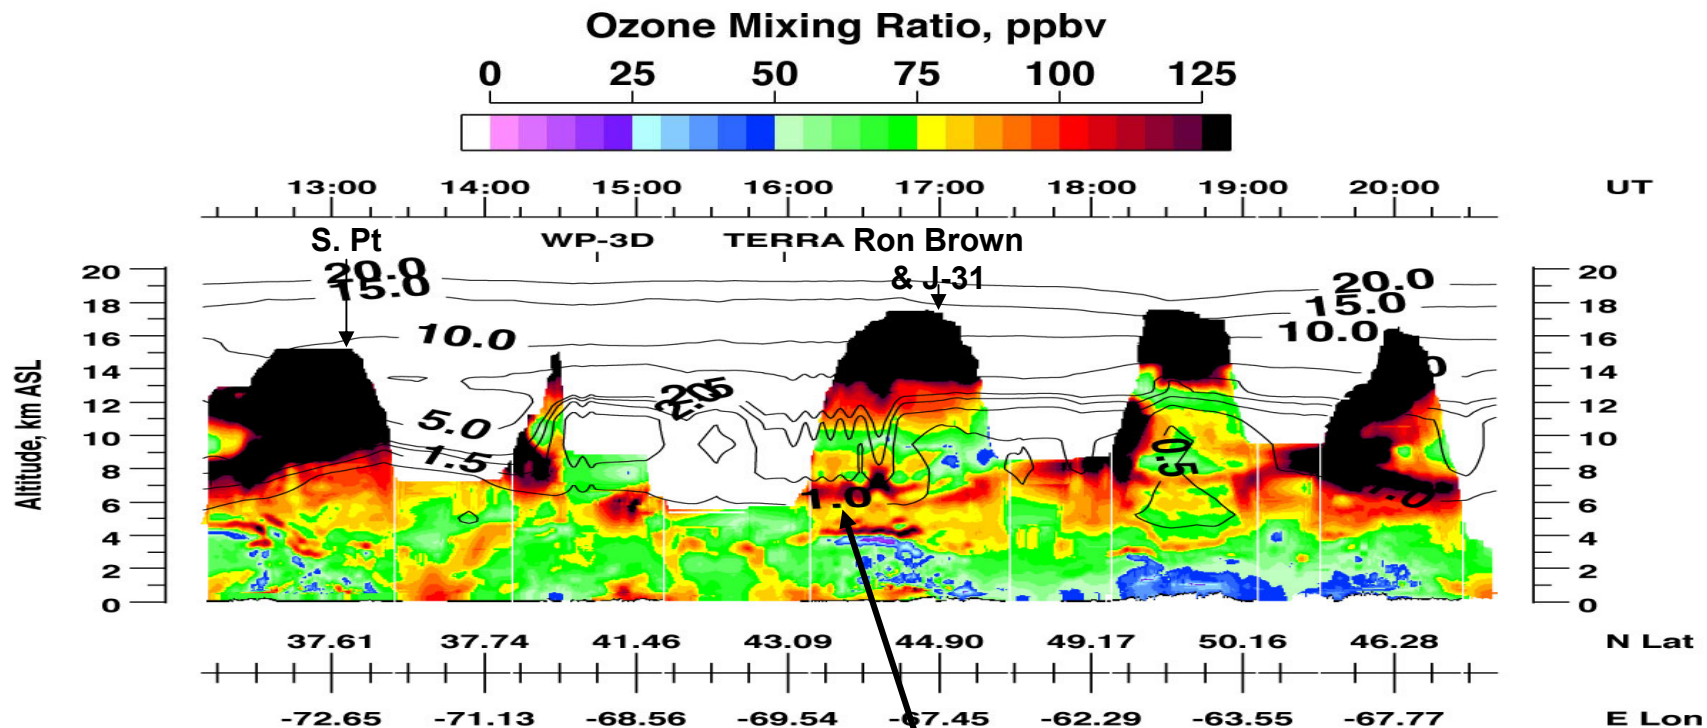 Ozone Mixing Ratio, ppbv
0 25 50 75 100 125
13:00 14:00 15:00 16:00 17:00 18:00 19:00 20:00 UT
S. Pt WP-3D TERRA Ron Brown
& J-31
20 20.0 20.0 20
18 15.0 15.0 18
16 10.0 10.0 16
14 14
12 12
10 5.0 10
8 1.5 0.5 8
6 1.0 6
4 4
2 2
0 0
Altitude, km ASL
37.61 37.74 41.46 43.09 44.90 49.17 50.16 46.28 N Lat
-72.65 -71.13 -68.56 -69.54 -67.45 -62.29 -63.55 -67.77 E Lon